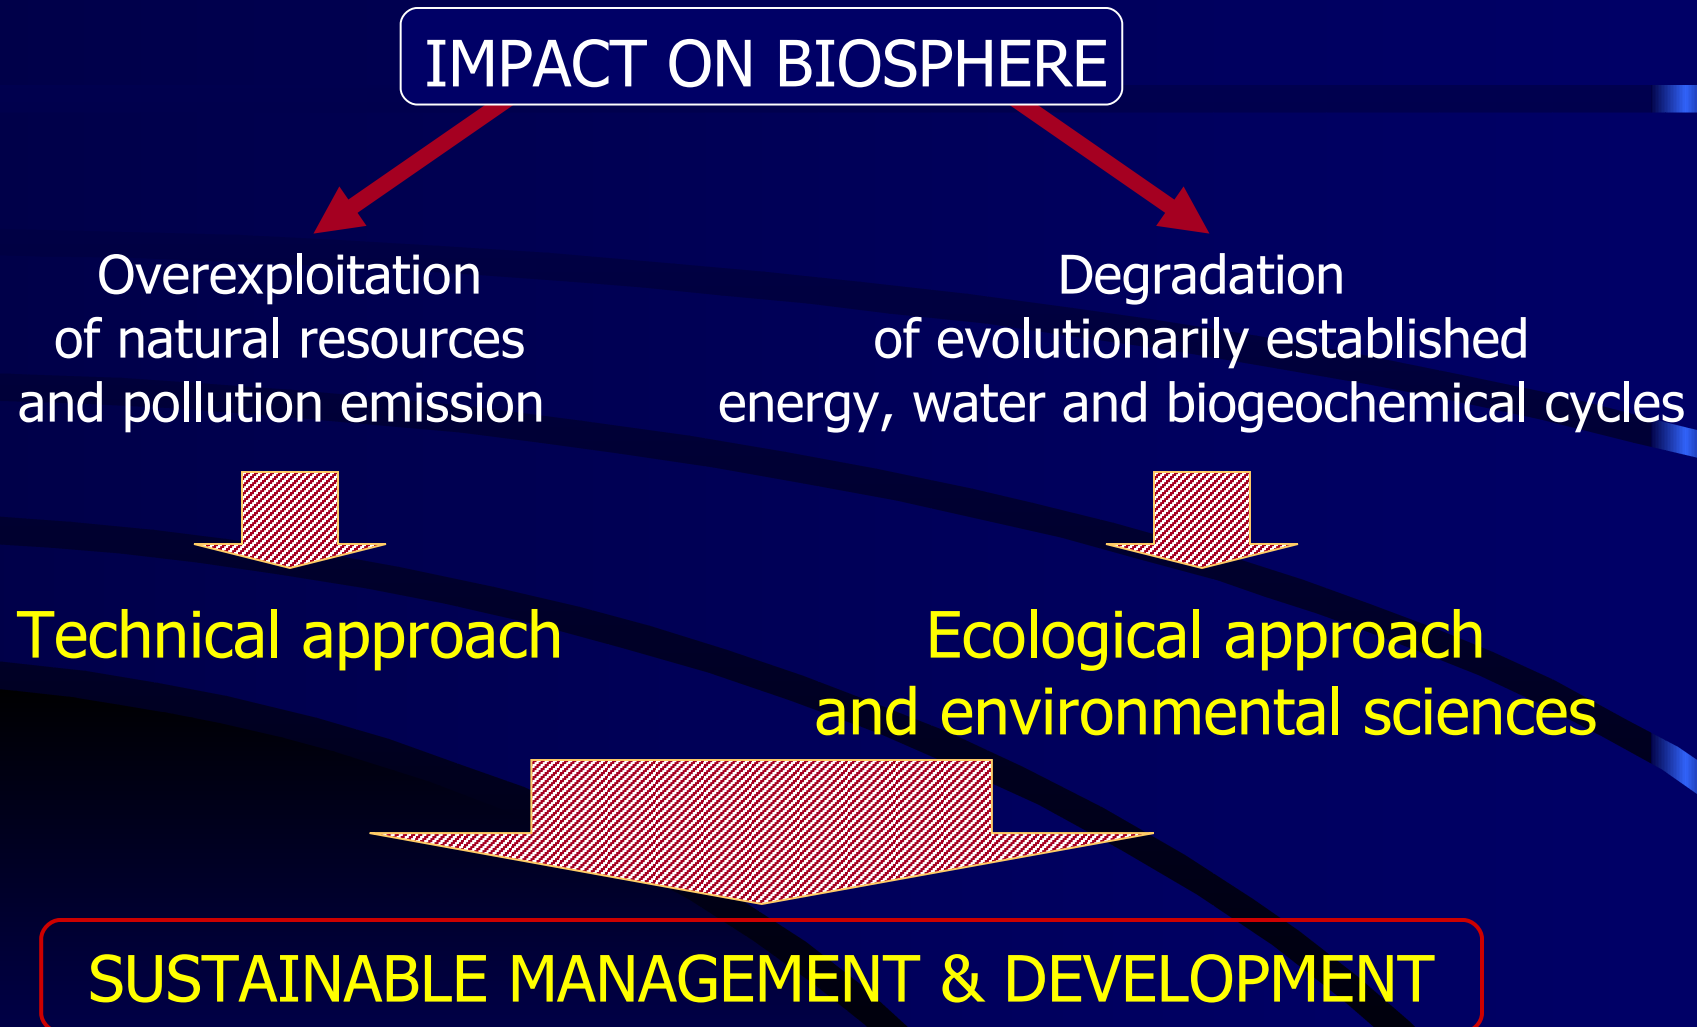 IMPACT ON BIOSPHERE
Overexploitation
of natural resources
and pollution emission
Degradation
of evolutionarily established
energy, water and biogeochemical cycles
Technical approach
Ecological approach
and environmental sciences
SUSTAINABLE MANAGEMENT & DEVELOPMENT